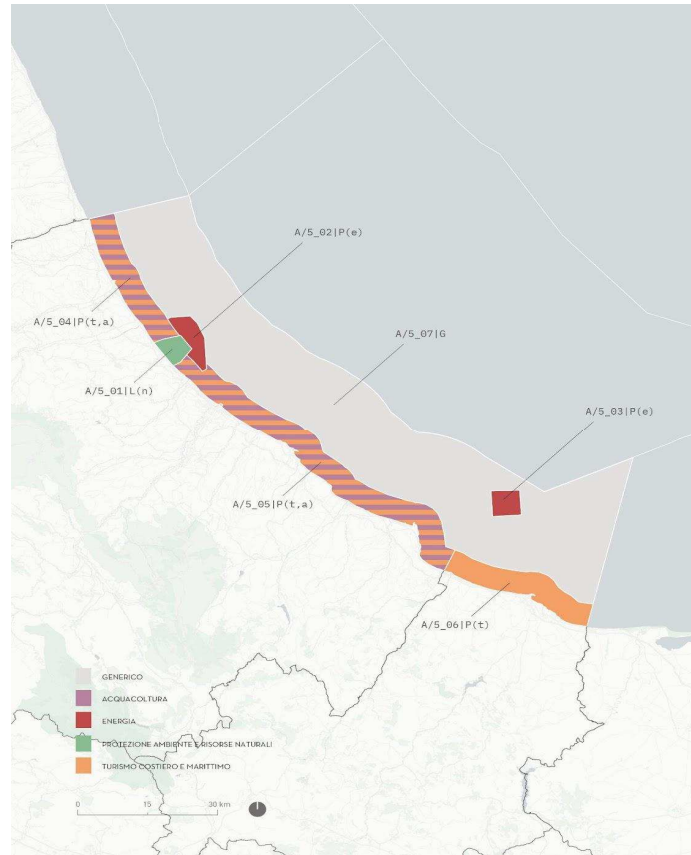 A/5_02|P(e)
A/5_04|P(t,a)
A/5_07|G
A/5_01|L(n)
A/5_03|P(e)
A/5_05|P(t,a)
A/5_06|P(t)
GENERICO
ACQUACOLTURA
ENERGIA
PROTEZIONE AMBIENTE E RISORSE NATURALI
TURISMO COSTIERO E MARITTIMO
0 15 30 km